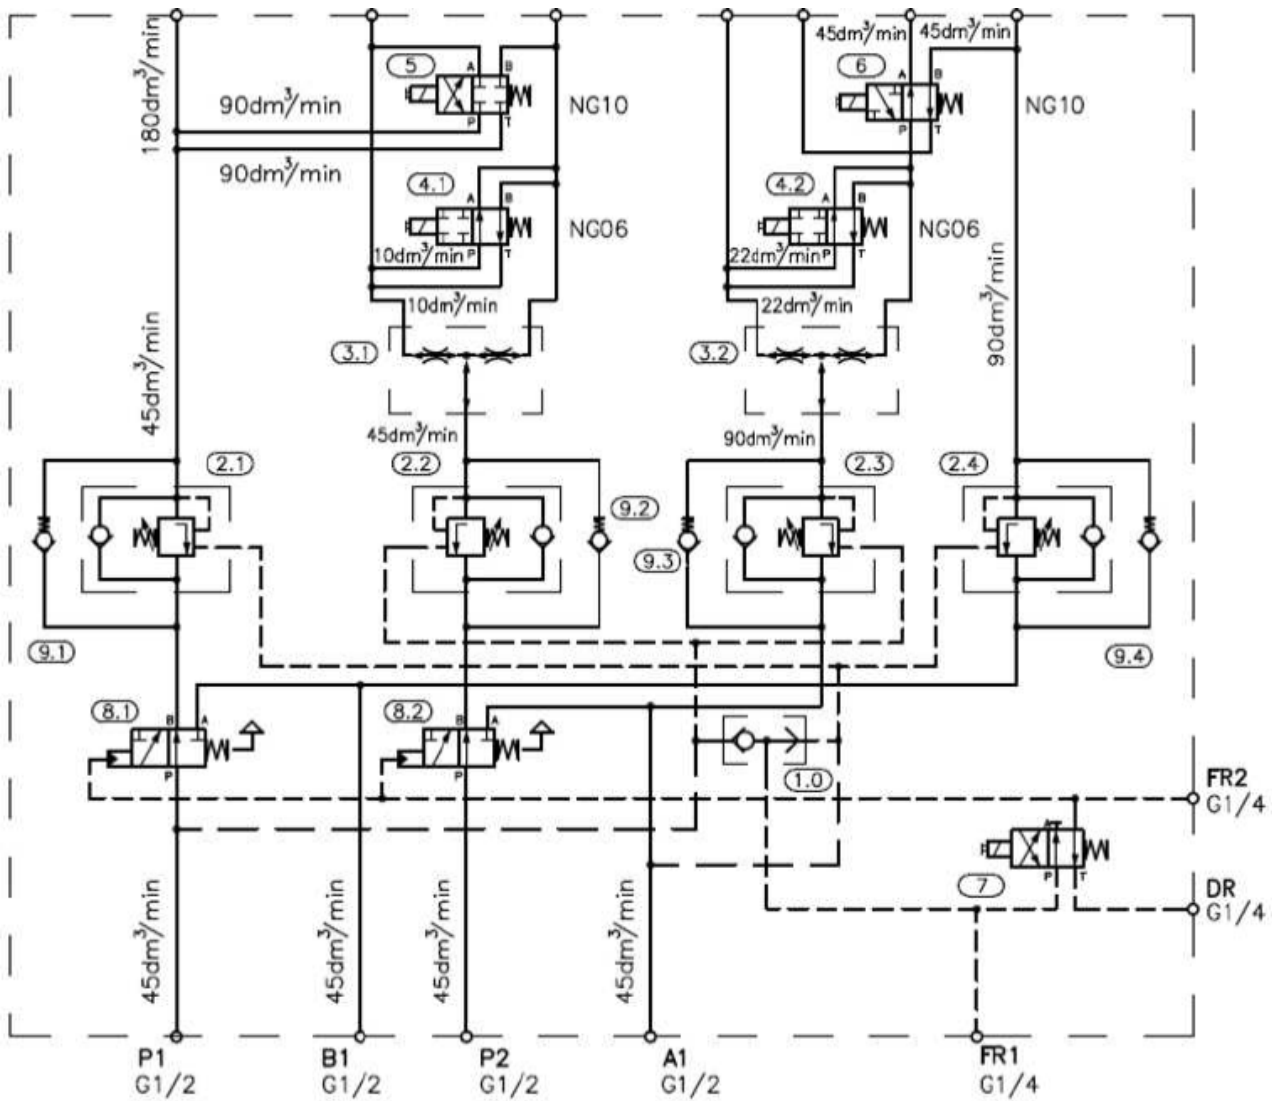 180dm³/min
45dm³/min
45dm³/min
5
A B
6
A B
90dm³/min
NG10
NG10
P T
P T
90dm³/min
4.1
A B
4.2
A B
NG06
NG06
10dm³/min
P T
22dm³/min
P T
10dm³/min
22dm³/min
90dm³/min
3.1
3.2
45dm³/min
45dm³/min
90dm³/min
2.1
2.2
2.3
2.4
9.2
9.3
9.1
9.4
8.1
B A
8.2
B A
P
P
1.0
FR2
G1/4
A
P T
7
DR
G1/4
45dm³/min
45dm³/min
45dm³/min
45dm³/min
P1
G1/2
B1
G1/2
P2
G1/2
A1
G1/2
FR1
G1/4